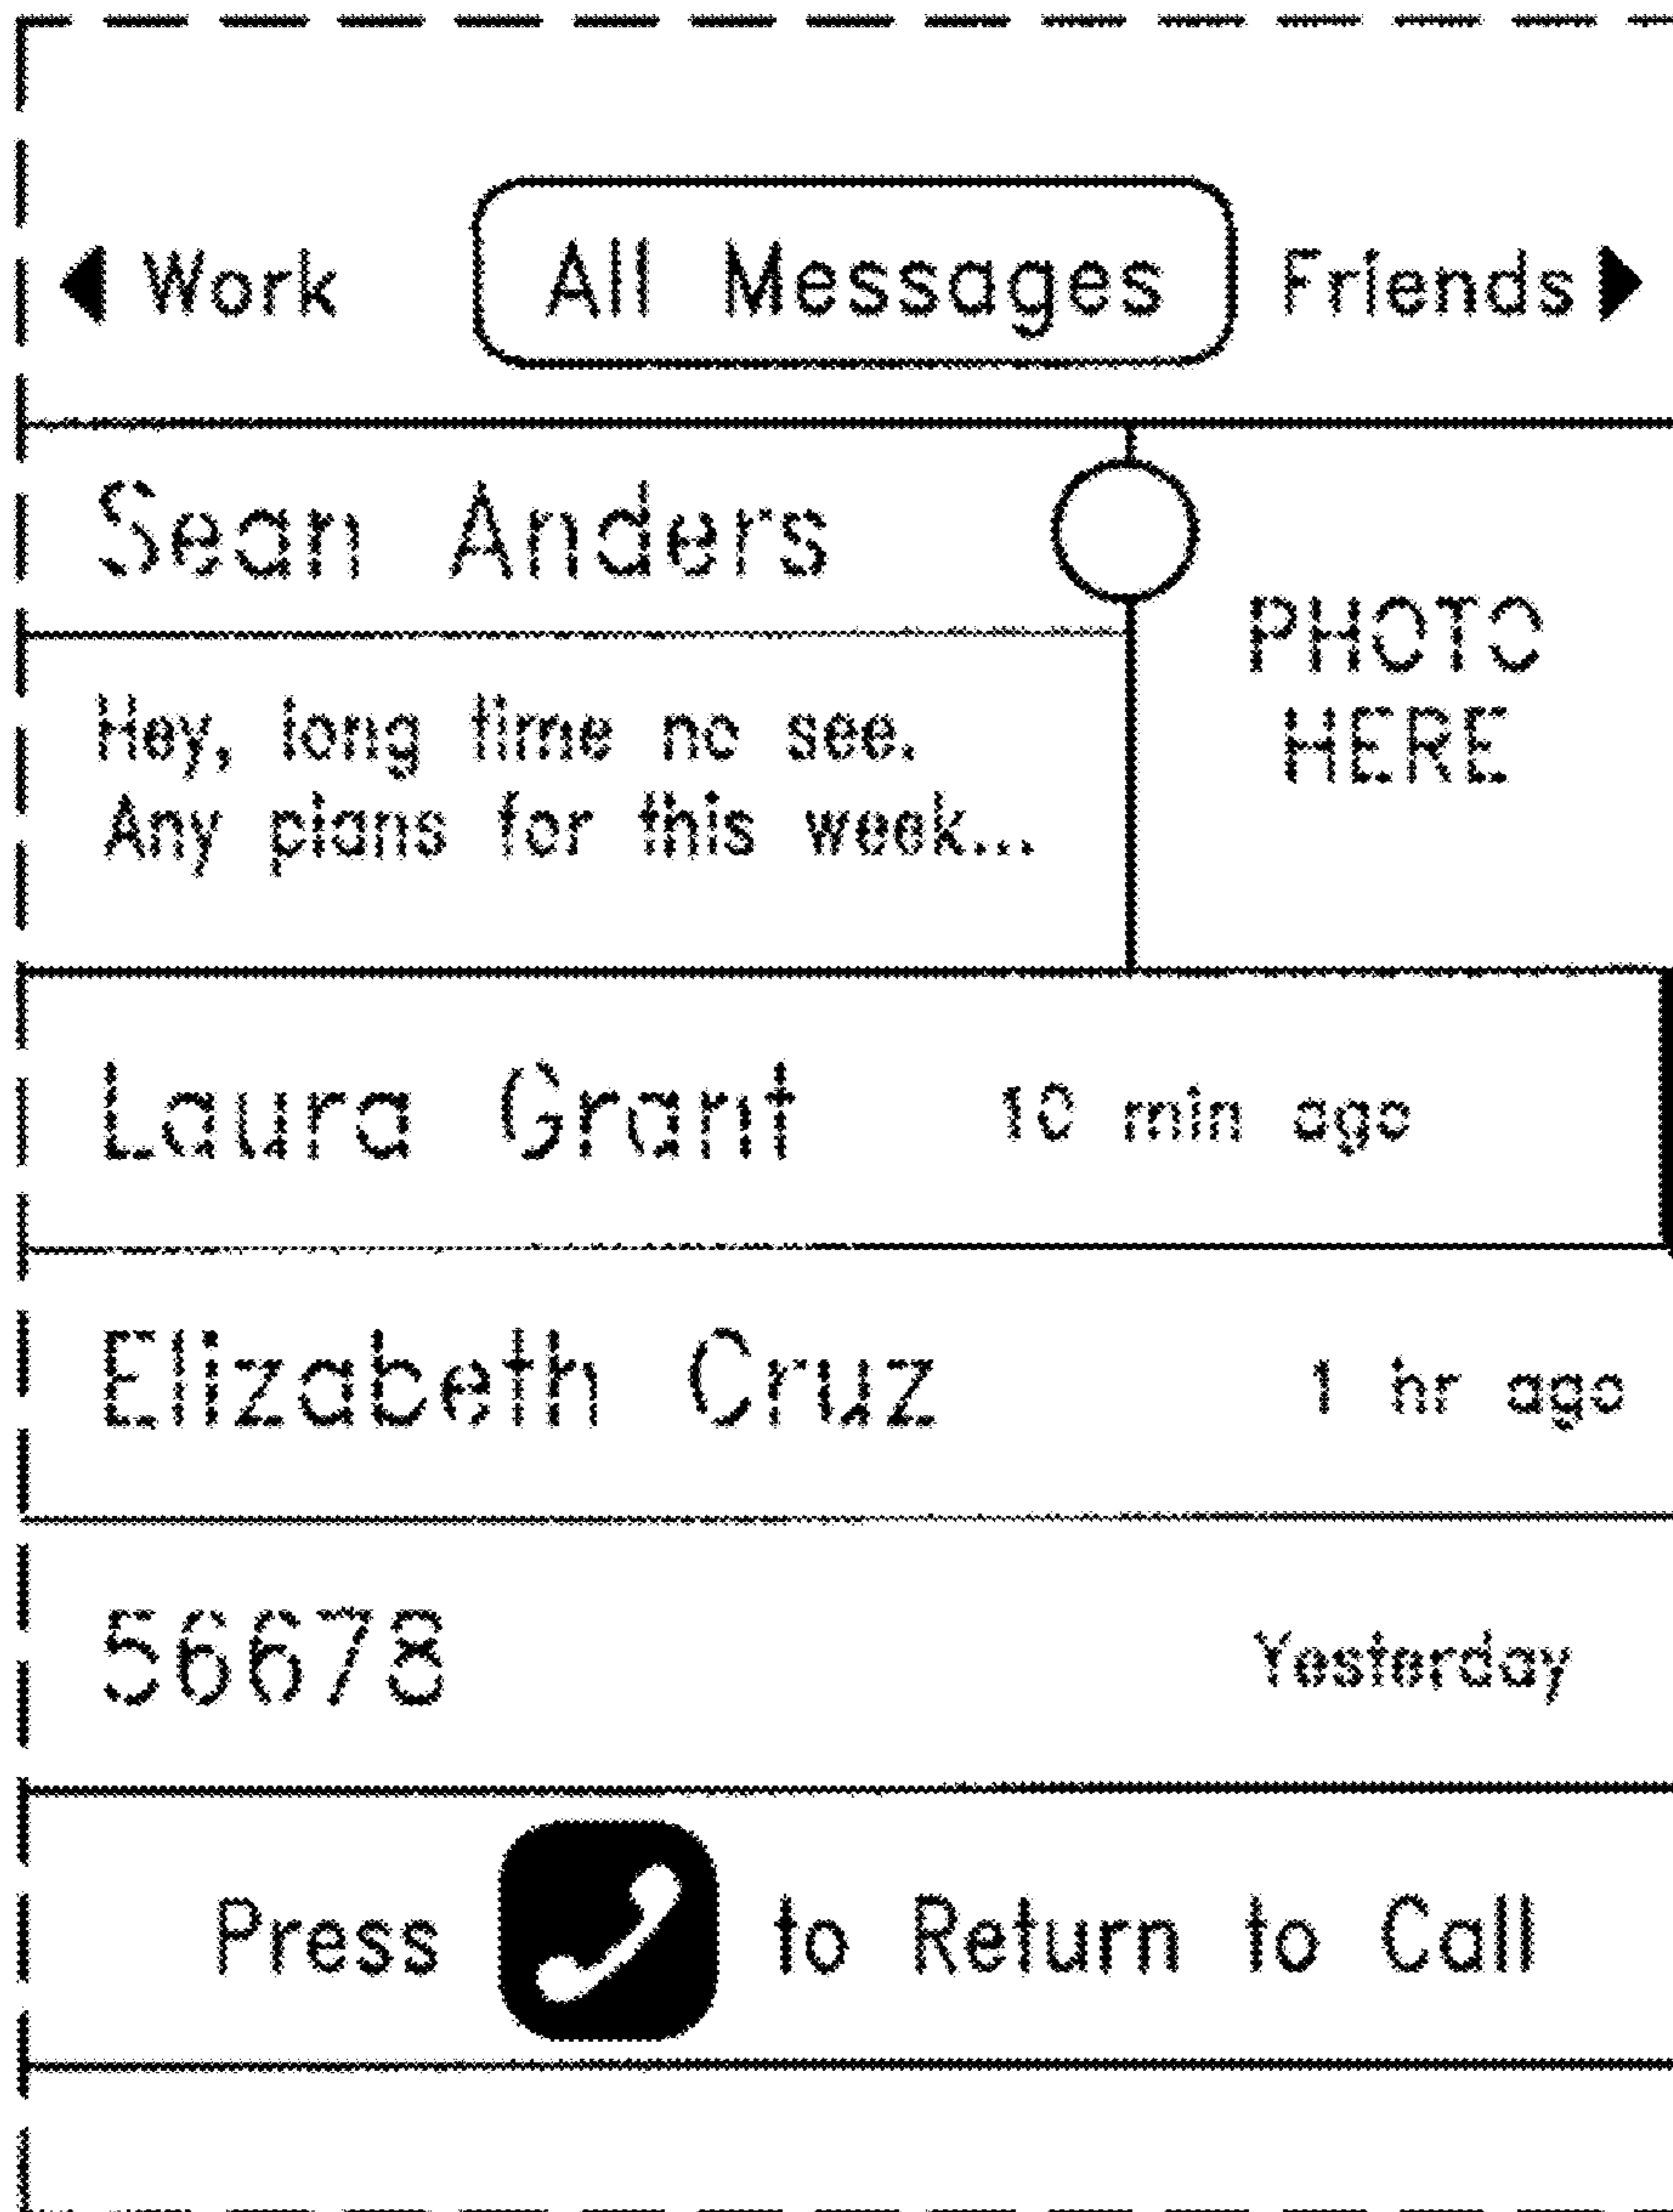 Work All Messages Friends
Sean Anders
PHOTO
HERE
Hey, long time no see.
Any plans for this week...
Laura Grant 10 min ago
Elizabeth Cruz 1 hr ago
56678 Yesterday
Press to Return to Call